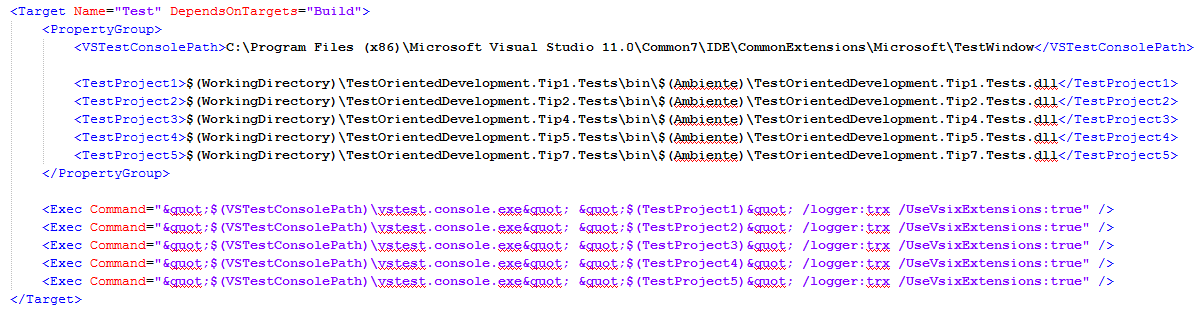 <Target Name="Test" DependsOnTargets="Build">
<PropertyGroup>
<VSTestConsolePath>C:\Program Files (x86)\Microsoft Visual Studio 11.0\Common7\IDE\CommonExtensions\Microsoft\TestWindow</VSTestConsolePath>
<TestProject1>$(WorkingDirectory)\TestOrientedDevelopment.Tip1.Tests\bin\$(Ambiente)\TestOrientedDevelopment.Tip1.Tests.dll</TestProject1>
<TestProject2>$(WorkingDirectory)\TestOrientedDevelopment.Tip2.Tests\bin\$(Ambiente)\TestOrientedDevelopment.Tip2.Tests.dll</TestProject2>
<TestProject3>$(WorkingDirectory)\TestOrientedDevelopment.Tip4.Tests\bin\$(Ambiente)\TestOrientedDevelopment.Tip4.Tests.dll</TestProject3>
<TestProject4>$(WorkingDirectory)\TestOrientedDevelopment.Tip5.Tests\bin\$(Ambiente)\TestOrientedDevelopment.Tip5.Tests.dll</TestProject4>
<TestProject5>$(WorkingDirectory)\TestOrientedDevelopment.Tip7.Tests\bin\$(Ambiente)\TestOrientedDevelopment.Tip7.Tests.dll</TestProject5>
</PropertyGroup>
<Exec Command="&quot;$(VSTestConsolePath)\vstest.console.exe&quot; &quot;$(TestProject1)&quot; /logger:trx /UseVsixExtensions:true" />
<Exec Command="&quot;$(VSTestConsolePath)\vstest.console.exe&quot; &quot;$(TestProject2)&quot; /logger:trx /UseVsixExtensions:true" />
<Exec Command="&quot;$(VSTestConsolePath)\vstest.console.exe&quot; &quot;$(TestProject3)&quot; /logger:trx /UseVsixExtensions:true" />
<Exec Command="&quot;$(VSTestConsolePath)\vstest.console.exe&quot; &quot;$(TestProject4)&quot; /logger:trx /UseVsixExtensions:true" />
<Exec Command="&quot;$(VSTestConsolePath)\vstest.console.exe&quot; &quot;$(TestProject5)&quot; /logger:trx /UseVsixExtensions:true" />
</Target>